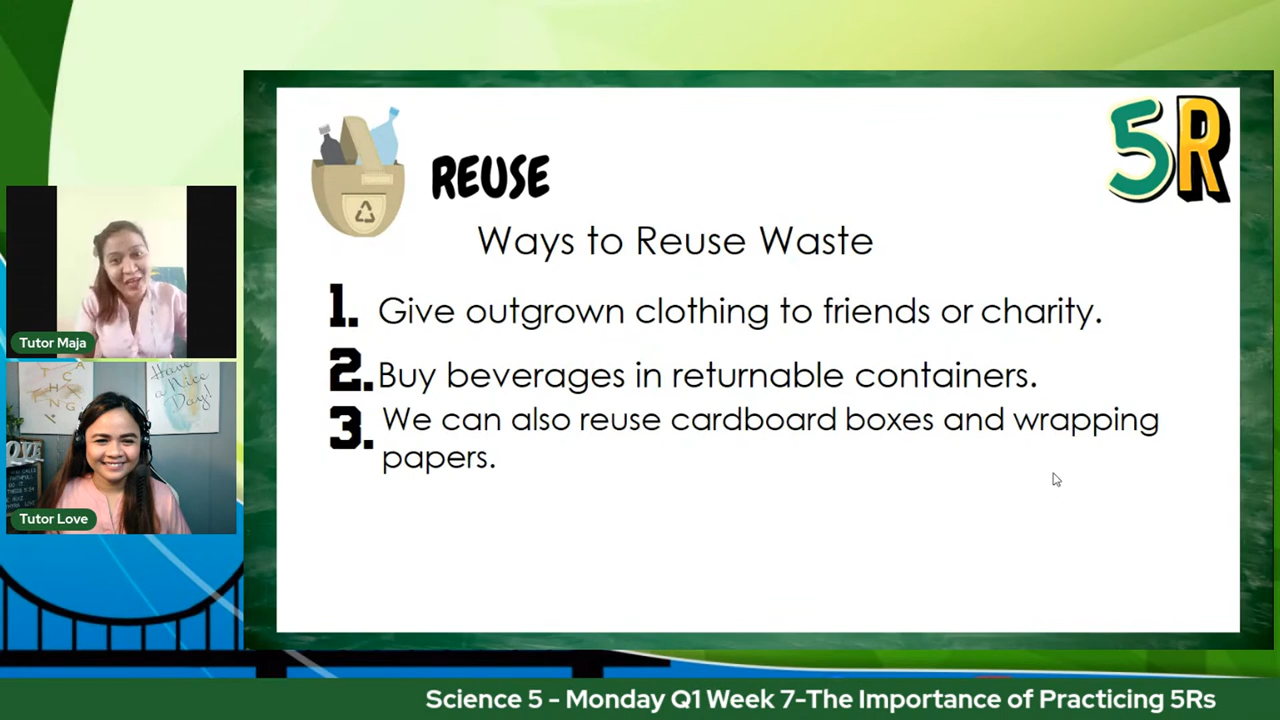 5R
REUSE
Ways to Reuse Waste
1. Give outgrown clothing to friends or charity.
2. Buy beverages in returnable containers.
3. We can also reuse cardboard boxes and wrapping
papers.
Tutor Maja
Have
a Nice
Day!
Tutor Love
Science 5 - Monday Q1 Week 7-The Importance of Practicing 5Rs